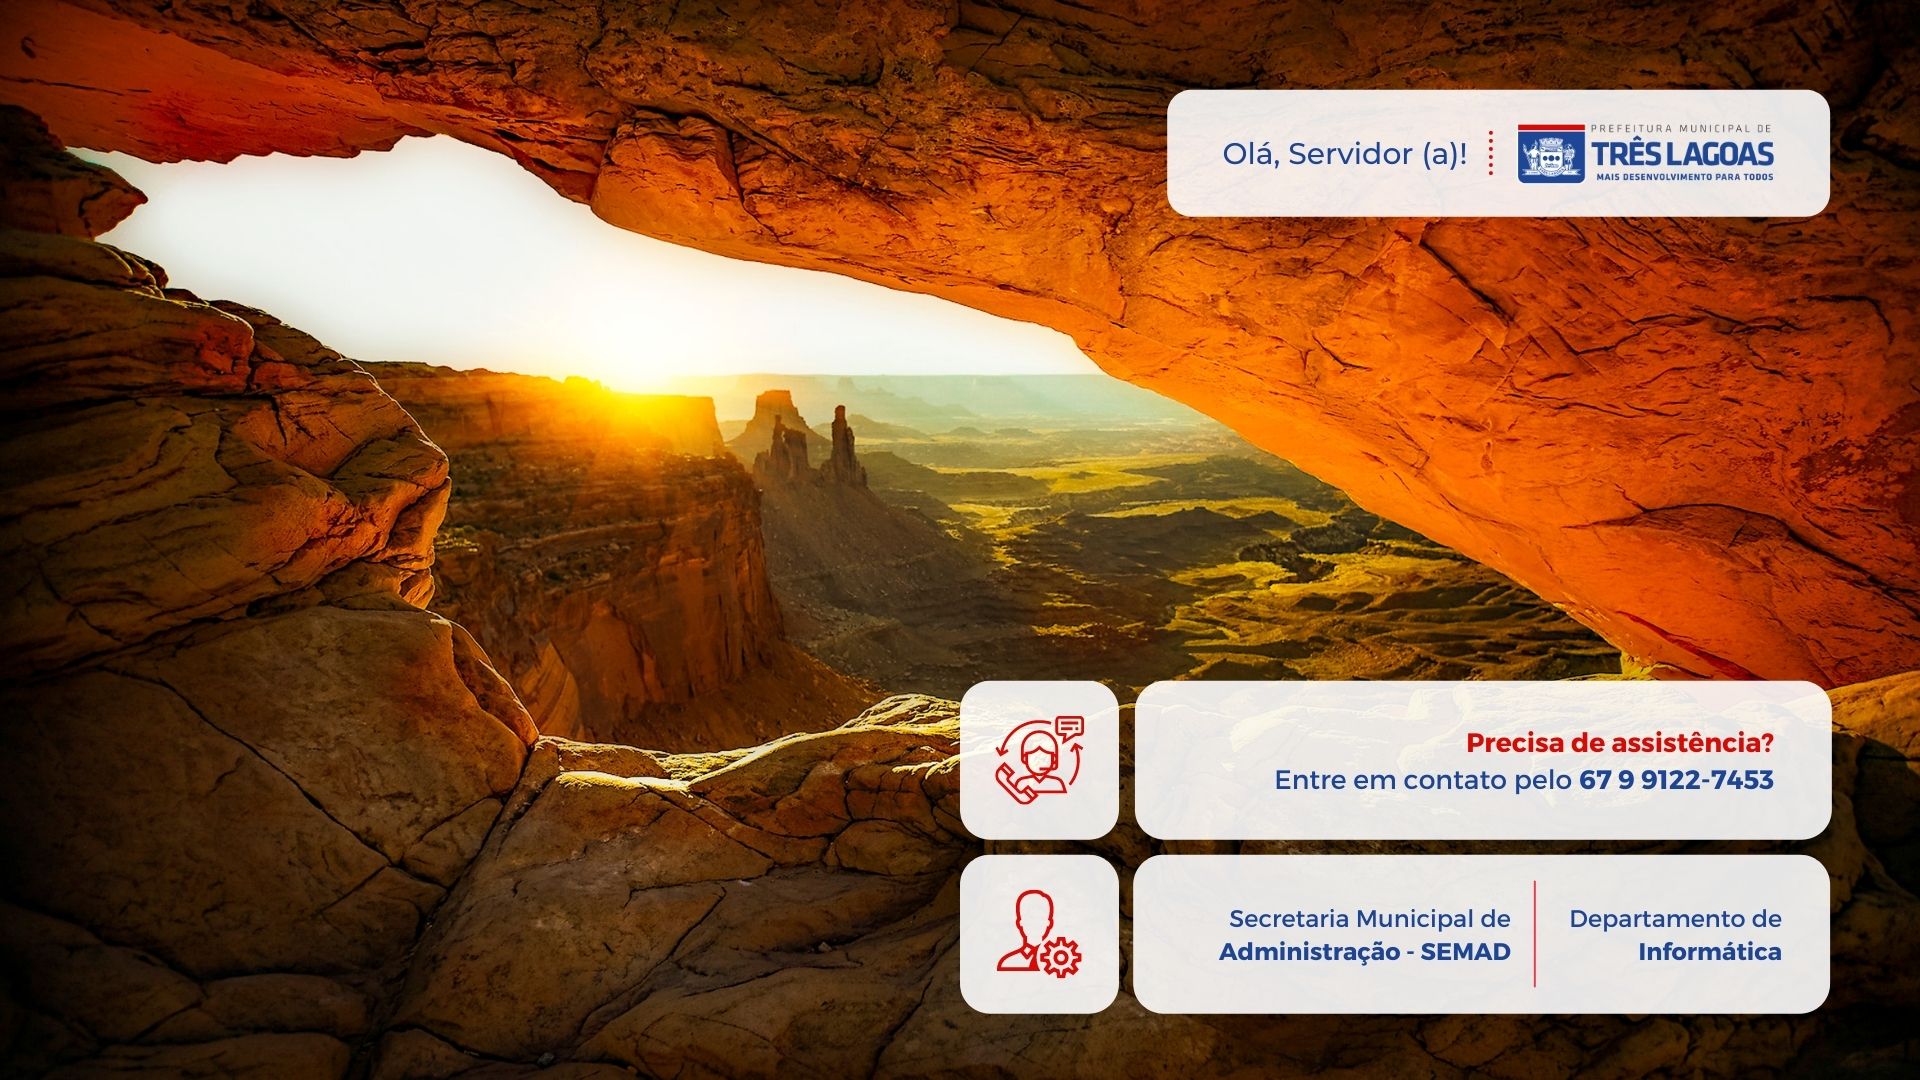 Olá, Servidor (a)!
PREFEITURA MUNICIPAL DE
TRÊS LAGOAS
MAIS DESENVOLVIMENTO PARA TODOS
Precisa de assistência?
Entre em contato pelo 67 9 9122-7453
Secretaria Municipal de
Administração - SEMAD
Departamento de
Informática